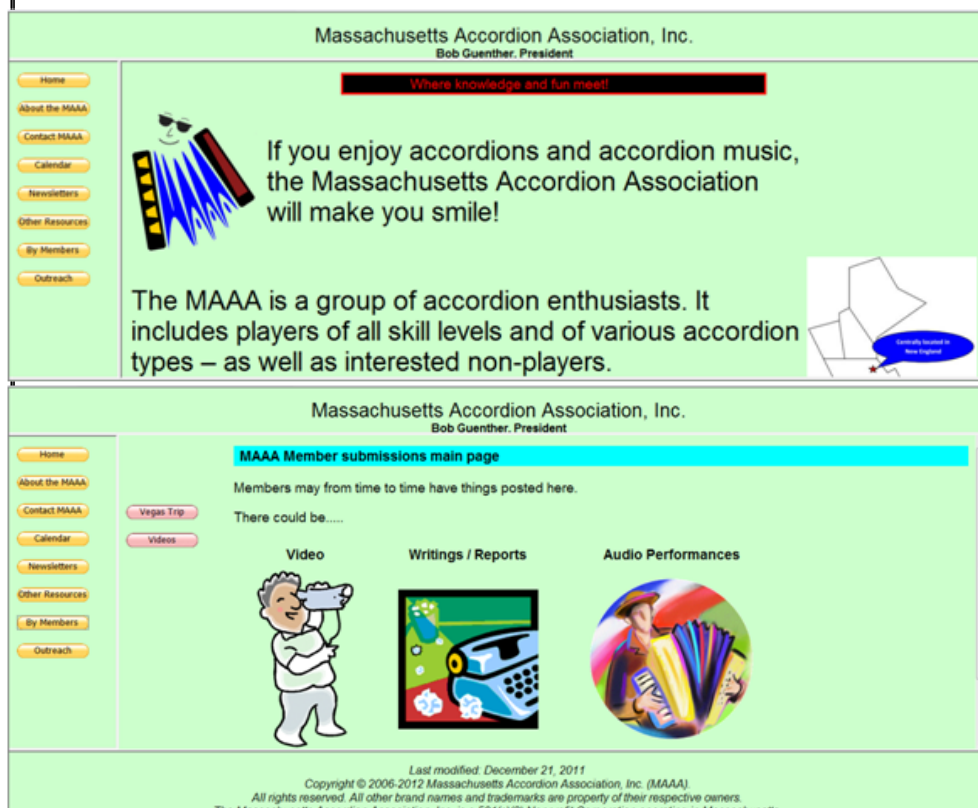 Massachusetts Accordion Association, Inc.
Bob Guenther. President
Home
About the MAAA
Contact MAAA
Calendar
Newsletters
Other Resources
By Members
Outreach
Where knowledge and fun meet!
If you enjoy accordions and accordion music,
the Massachusetts Accordion Association
will make you smile!
The MAAA is a group of accordion enthusiasts. It
includes players of all skill levels and of various accordion
types – as well as interested non-players.
Centrally located in
New England
Massachusetts Accordion Association, Inc.
Bob Guenther. President
Home
About the MAAA
Contact MAAA
Calendar
Newsletters
Other Resources
By Members
Outreach
Vegas Trip
Videos
MAAA Member submissions main page
Members may from time to time have things posted here.
There could be.....
Video
Writings / Reports
Audio Performances
Last modified: December 21, 2011
Copyright © 2006-2012 Massachusetts Accordion Association, Inc. (MAAA).
All rights reserved. All other brand names and trademarks are property of their respective owners.